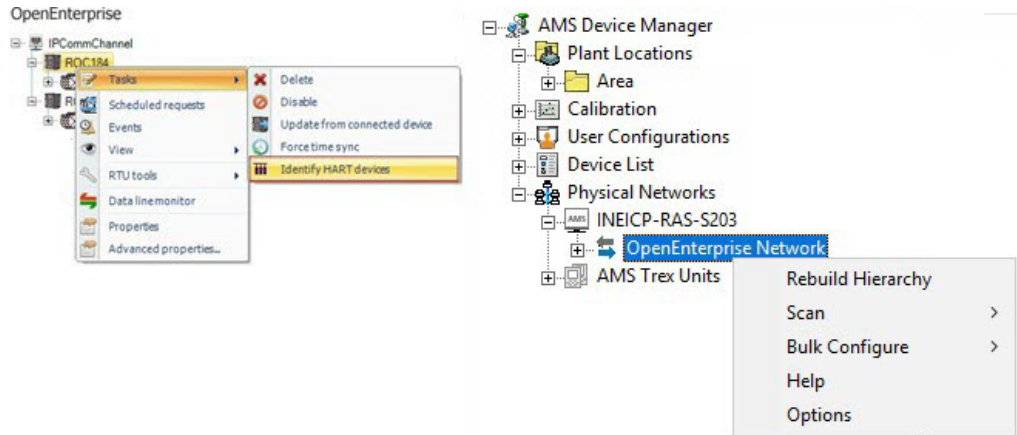 OpenEnterprise
IPCommChannel
ROC184
Tasks
Scheduled requests
Events
View
RTU tools
Data line monitor
Properties
Advanced properties...
Delete
Disable
Update from connected device
Force time sync
Identify HART devices
AMS Device Manager
Plant Locations
Area
Calibration
User Configurations
Device List
Physical Networks
AMS INEICP-RAS-S203
OpenEnterprise Network
AMS Trex Units
Rebuild Hierarchy
Scan
Bulk Configure
Help
Options